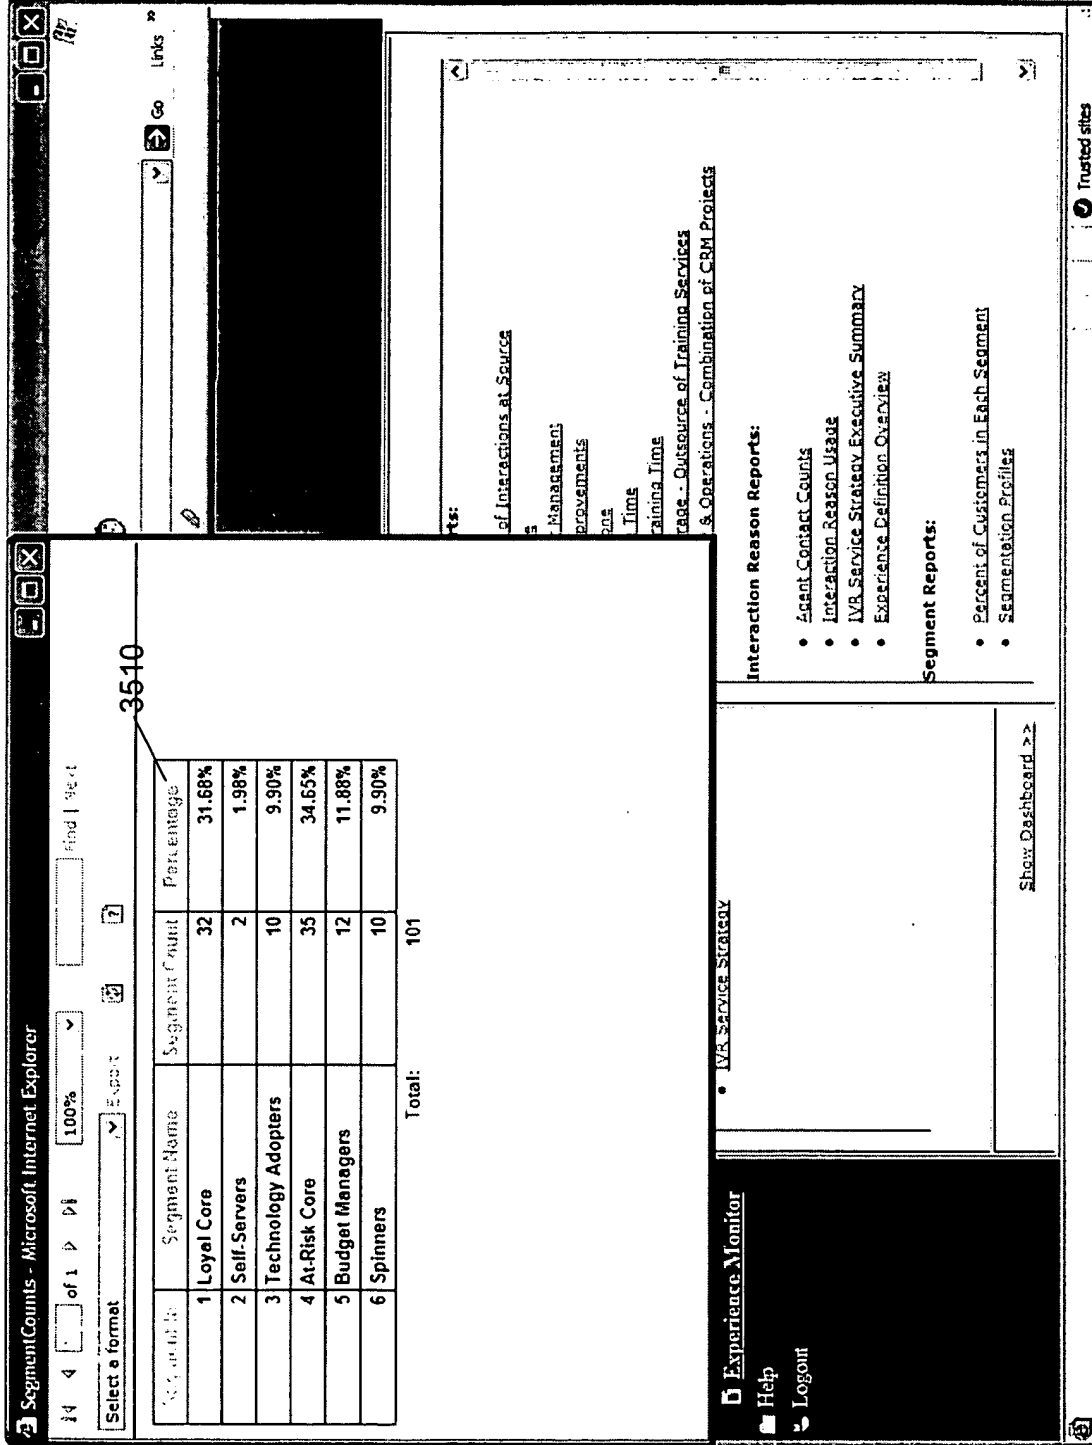 SegmentCounts - Microsoft Internet Explorer
of 1
100%
Find | Next
Select a format
Export
3510
Segment Id Segment Name Segment Count Percentage
1 Loyal Core 32 31.68%
2 Self-Servers 2 1.98%
3 Technology Adopters 10 9.90%
4 At-Risk Core 35 34.65%
5 Budget Managers 12 11.88%
6 Spinners 10 9.90%
Total: 101
Go Links »
of Interactions at Source
Management
provements
Time
aining Time
rage - Outsource of Training Services
& Operations - Combination of CRM Projects
Interaction Reason Reports:
• Agent Contact Counts
• Interaction Reason Usage
• IVR Service Strategy Executive Summary
• Experience Definition Overview
Segment Reports:
• Percent of Customers in Each Segment
• Segmentation Profiles
• IVR Service Strategy
Show Dashboard >>
Experience Monitor
Help
Logout
Trusted sites